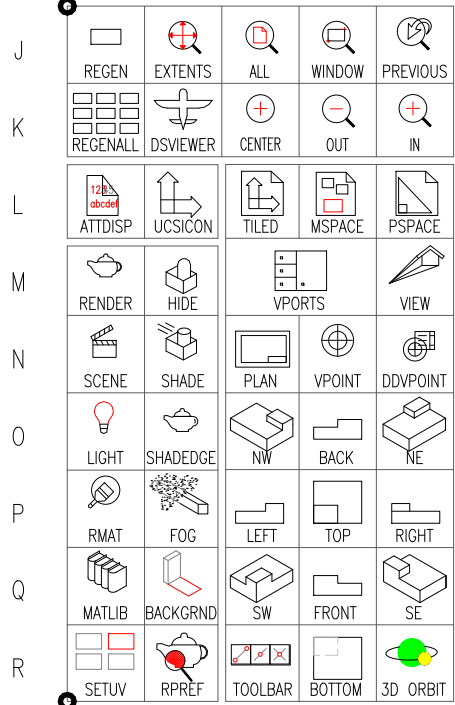 J
REGEN EXTENTS ALL WINDOW PREVIOUS
K
REGENALL DSVIEWER CENTER OUT IN
L
abcdef
ATTDISP UCSICON TILED MSPACE PSPACE
M
RENDER HIDE VPORTS VIEW
N
SCENE SHADE PLAN VPOINT DDVPOINT
O
LIGHT SHADEDGE NW BACK NE
P
RMAT FOG LEFT TOP RIGHT
Q
MATLIB BACKGRND SW FRONT SE
R
SETUV RPREF TOOLBAR BOTTOM 3D ORBIT